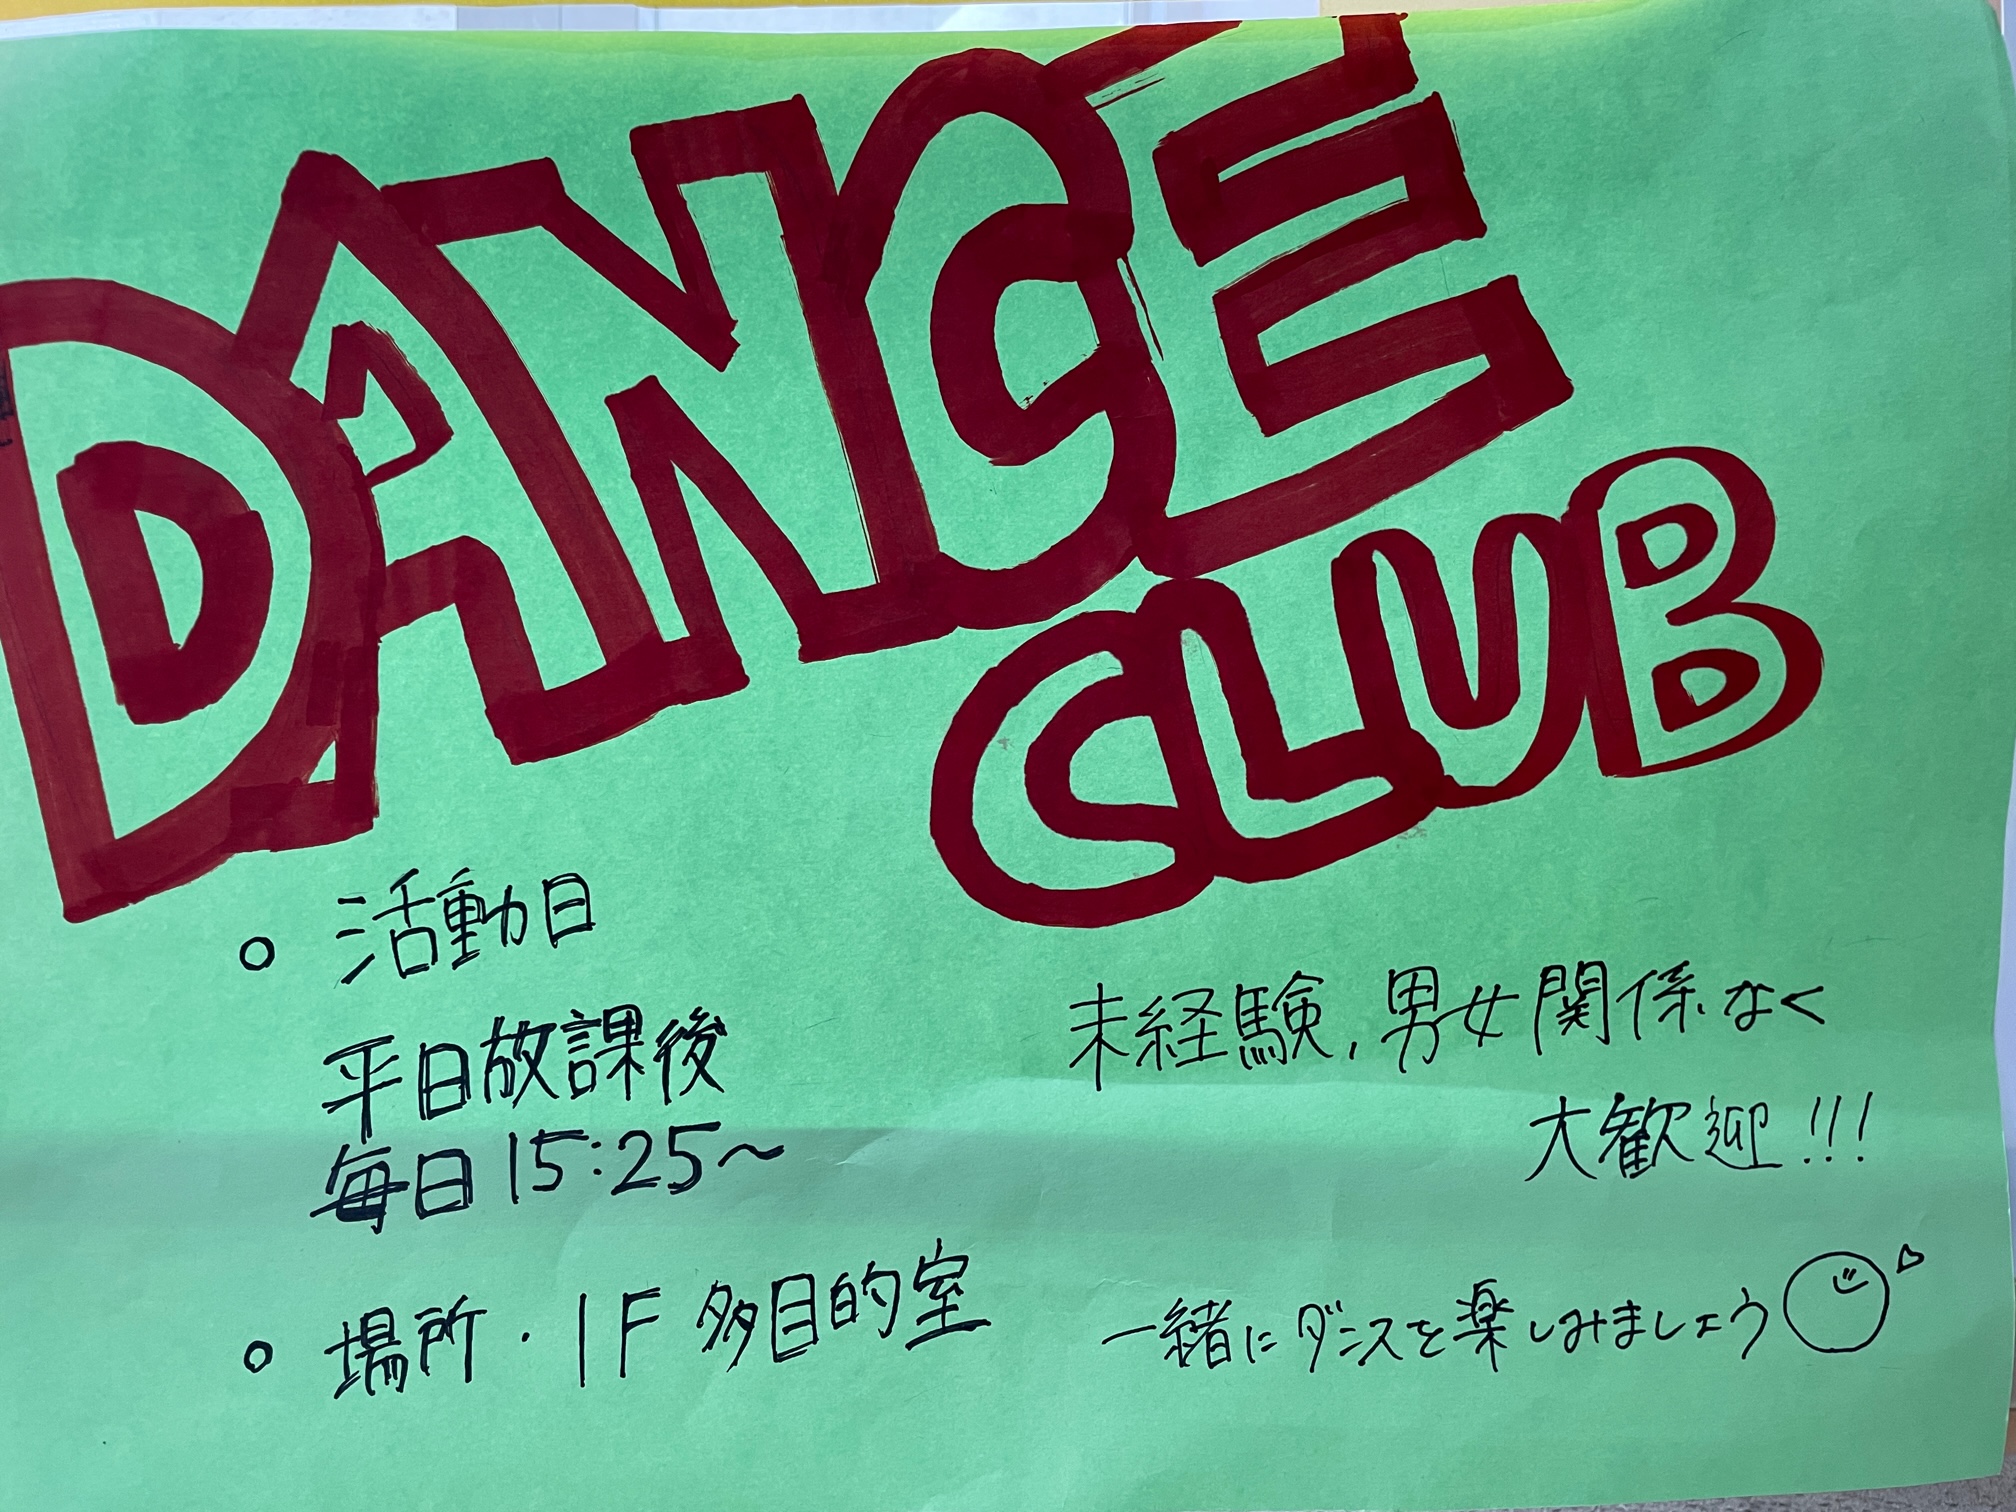 DANCE
CLUB
○ 活動日
平日放課後
毎日 15:25〜
○ 場所・1F 多目的室
未経験, 男女関係なく
大歓迎!!!
一緒にダンスを楽しみましょう